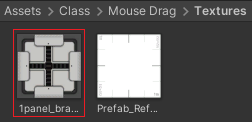 Assets > Class > Mouse Drag > Textures
1panel_bra... Prefab_Ref...